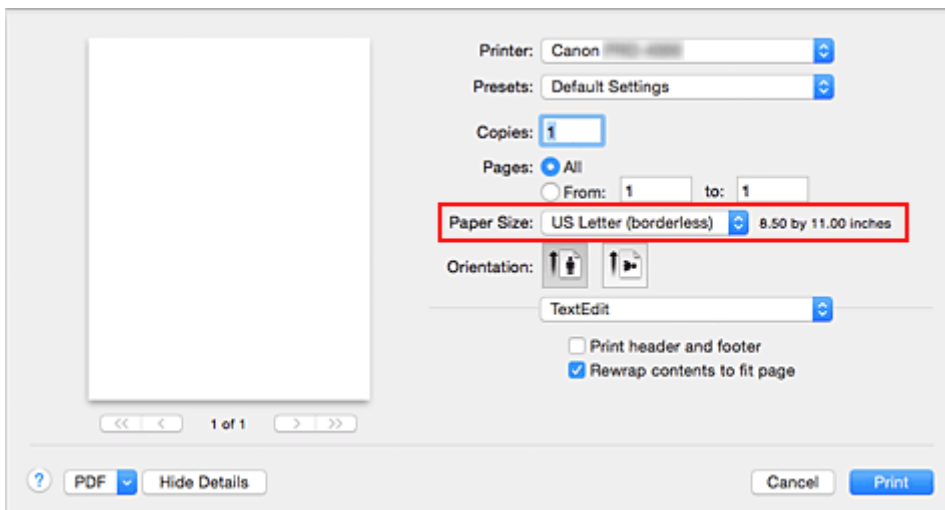 Printer: Canon
Presets: Default Settings
Copies: 1
Pages: All
From: 1 to: 1
Paper Size: US Letter (borderless) 8.50 by 11.00 inches
Orientation:
TextEdit
Print header and footer
Rewrap contents to fit page
<< < 1 of 1 > >>
? PDF Hide Details Cancel Print